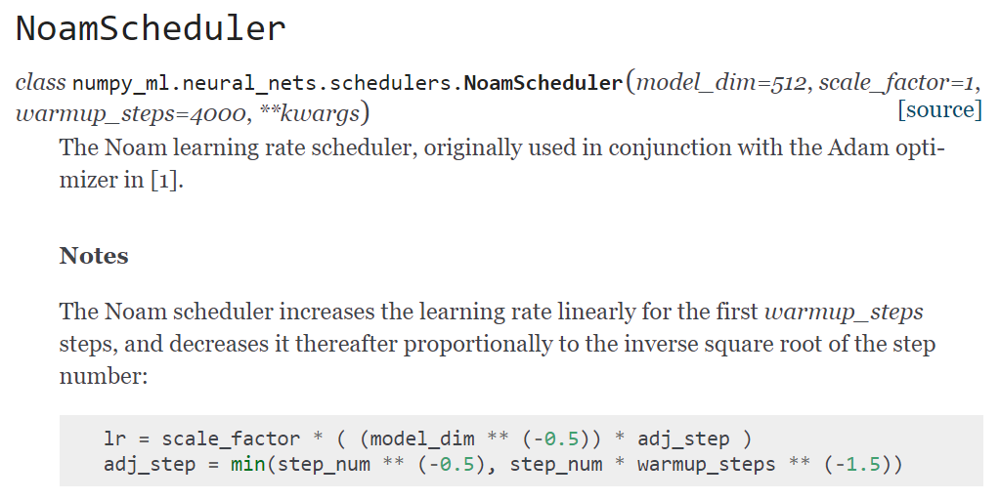 NoamScheduler
class numpy_ml.neural_nets.schedulers.NoamScheduler(model_dim=512, scale_factor=1,
warmup_steps=4000, **kwargs) [source]
The Noam learning rate scheduler, originally used in conjunction with the Adam opti-
mizer in [1].
Notes
The Noam scheduler increases the learning rate linearly for the first warmup_steps
steps, and decreases it thereafter proportionally to the inverse square root of the step
number:
lr = scale_factor * ( (model_dim ** (-0.5)) * adj_step )
adj_step = min(step_num ** (-0.5), step_num * warmup_steps ** (-1.5))